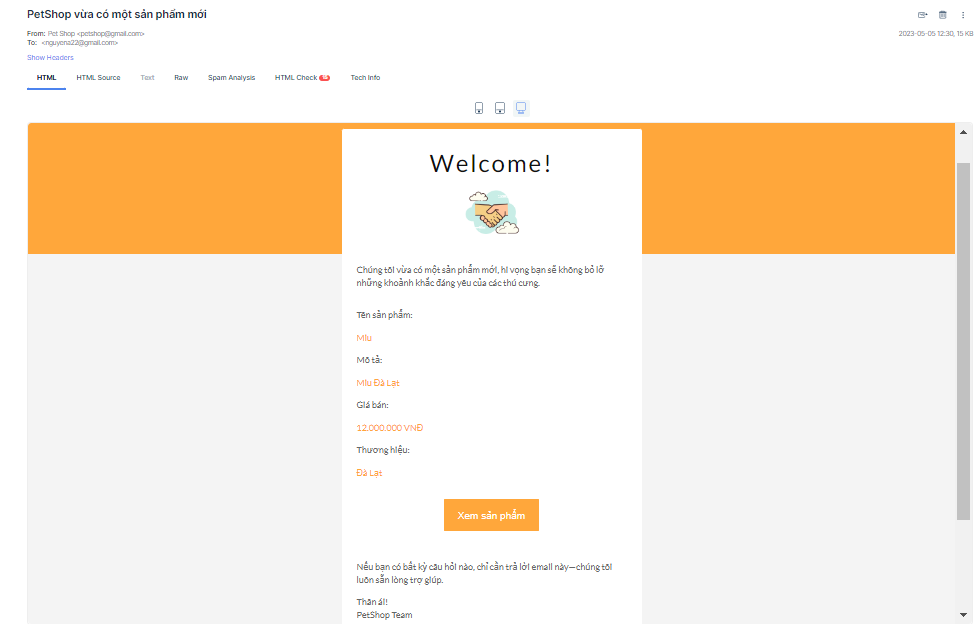 PetShop vừa có một sản phẩm mới
From: Pet Shop <petshop@gmail.com>
2023-05-05 12:30, 15 KB
To: <nguyena22@gmail.com>
Show Headers
HTML HTML Source Text Raw Spam Analysis HTML Check Tech Info
Welcome!
Chúng tôi vừa có một sản phẩm mới, hi vọng bạn sẽ không bỏ lỡ
những khoảnh khắc đáng yêu của các thú cưng.
Tên sản phẩm:
Miu
Mô tả:
Miu Đà Lạt
Giá bán:
12.000.000 VNĐ
Thương hiệu:
Đà Lạt
Xem sản phẩm
Nếu bạn có bất kỳ câu hỏi nào, chỉ cần trả lời email này—chúng tôi
luôn sẵn lòng trợ giúp.
Thân ái!
PetShop Team